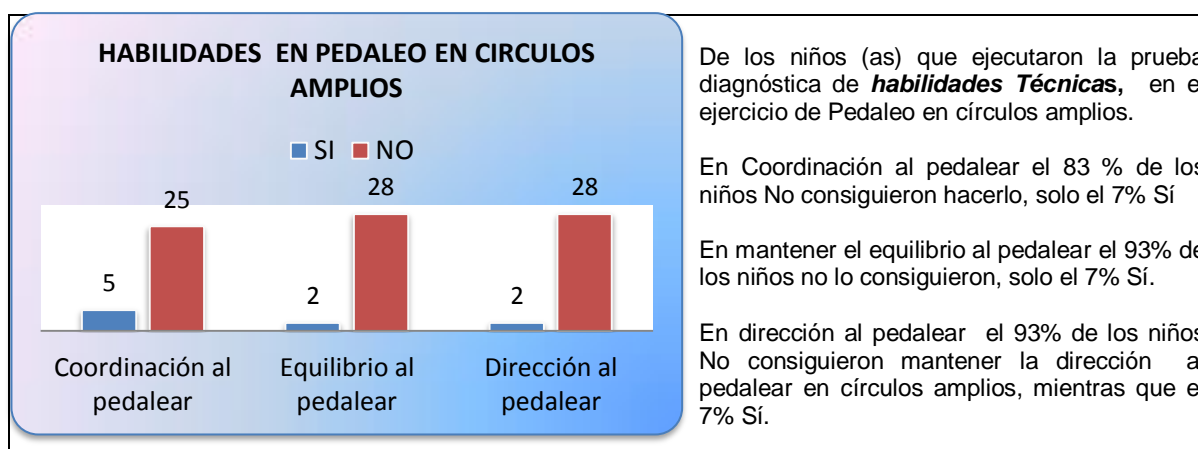 HABILIDADES EN PEDALEO EN CIRCULOS
AMPLIOS
SI NO
25
28
28
5
2
2
Coordinación al
pedalear
Equilibrio al
pedalear
Dirección al
pedalear
De los niños (as) que ejecutaron la prueba
diagnóstica de habilidades Técnicas, en e
ejercicio de Pedaleo en círculos amplios.
En Coordinación al pedalear el 83 % de los
niños No consiguieron hacerlo, solo el 7% Sí
En mantener el equilibrio al pedalear el 93% de
los niños no lo consiguieron, solo el 7% Sí.
En dirección al pedalear el 93% de los niños
No consiguieron mantener la dirección a
pedalear en círculos amplios, mientras que e
7% Sí.